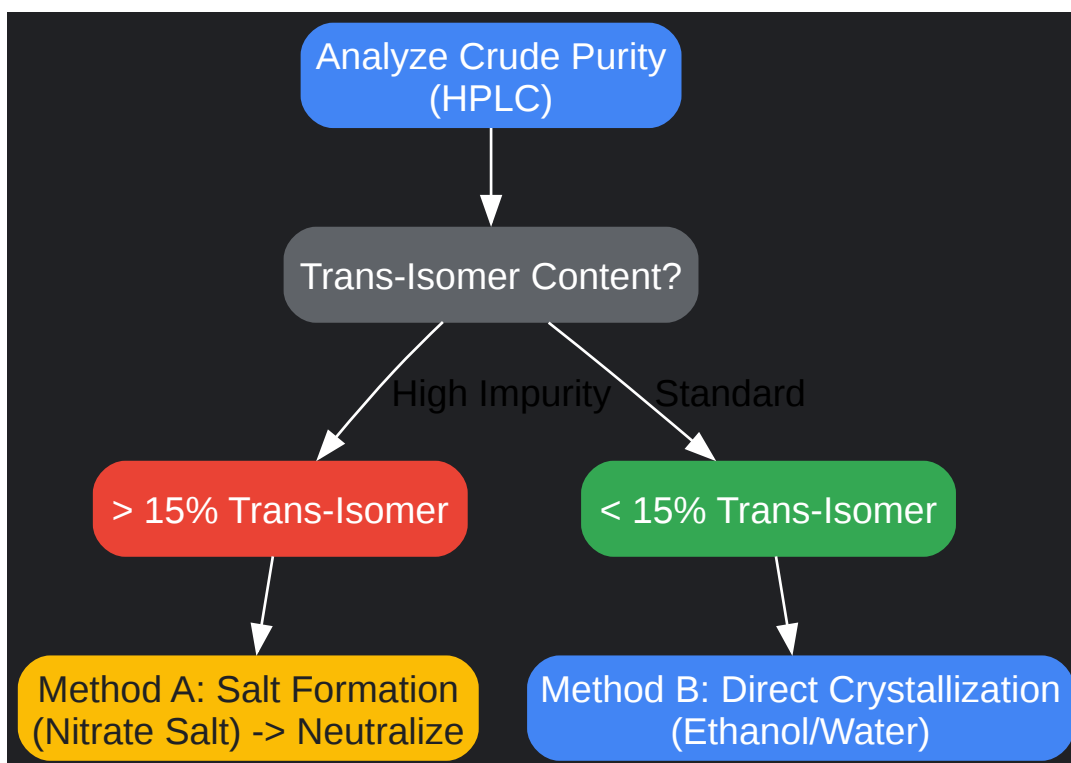 Analyze Crude Purity
(HPLC)
Trans-Isomer Content?
High Impurity
Standard
> 15% Trans-Isomer
< 15% Trans-Isomer
Method A: Salt Formation
(Nitrate Salt) -> Neutralize
Method B: Direct Crystallization
(Ethanol/Water)